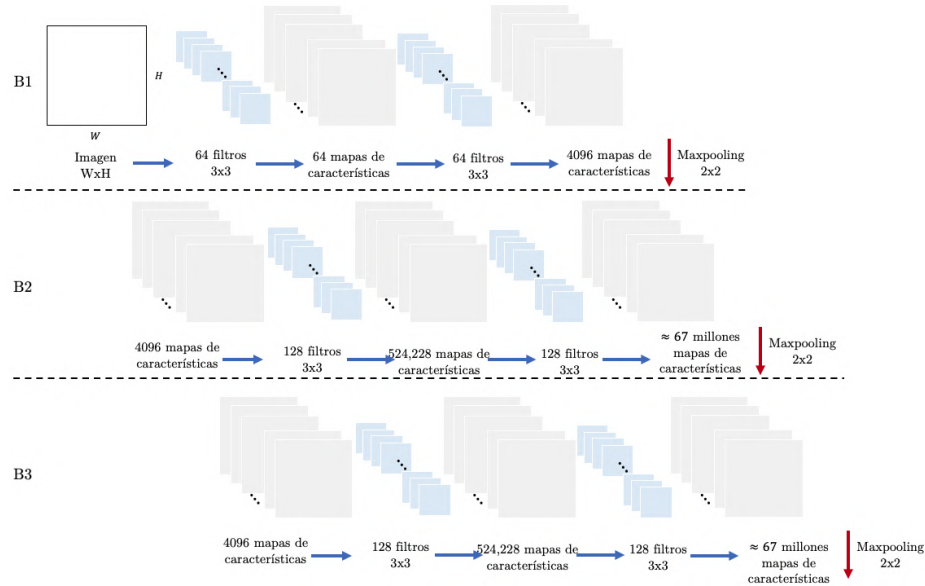 B1
H
W
Imagen
WxH
64 filtros
3x3
64 mapas de
características
64 filtros
3x3
4096 mapas de
características
Maxpooling
2x2
B2
4096 mapas de
características
128 filtros
3x3
524,228 mapas de
características
128 filtros
3x3
≈ 67 millones
mapas de
características
Maxpooling
2x2
B3
4096 mapas de
características
128 filtros
3x3
524,228 mapas de
características
128 filtros
3x3
≈ 67 millones
mapas de
características
Maxpooling
2x2